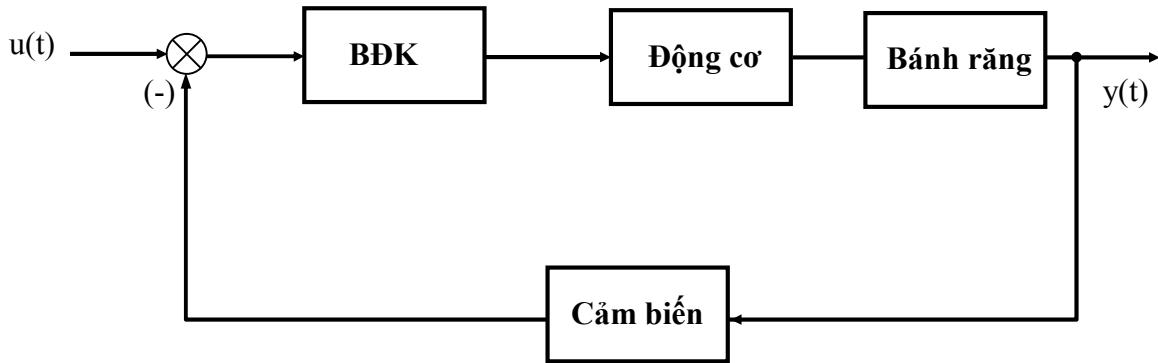 u(t)
(-)
BĐK
Động cơ
Bánh răng
y(t)
Cảm biến